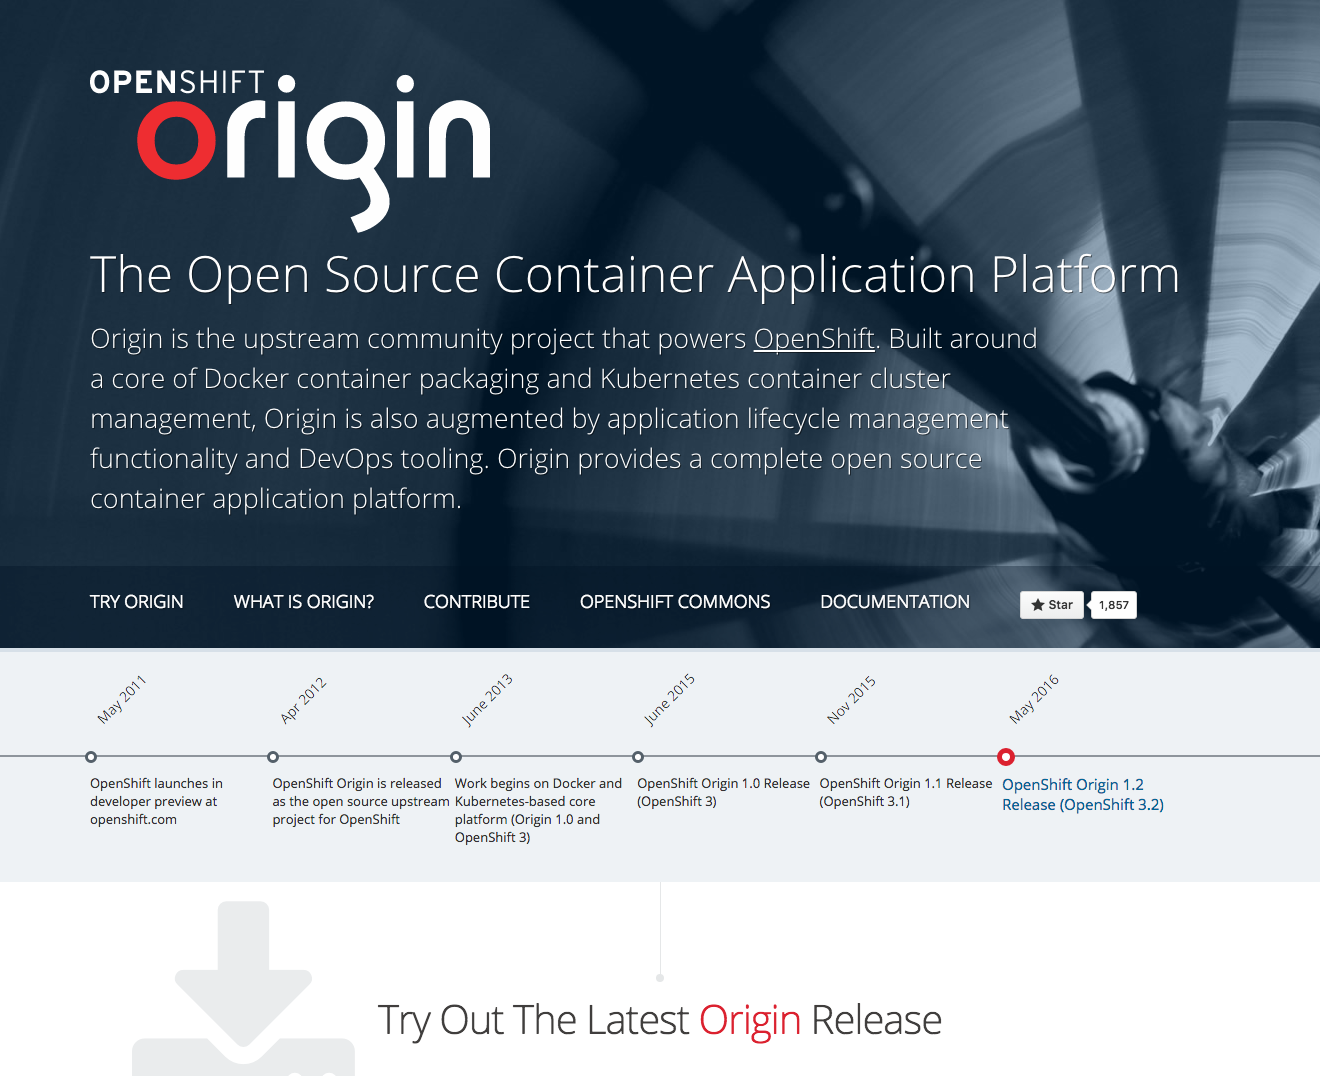 OPENSHIFT
origin
The Open Source Container Application Platform
Origin is the upstream community project that powers OpenShift. Built around
a core of Docker container packaging and Kubernetes container cluster
management, Origin is also augmented by application lifecycle management
functionality and DevOps tooling. Origin provides a complete open source
container application platform.
TRY ORIGIN
WHAT IS ORIGIN?
CONTRIBUTE
OPENSHIFT COMMONS
DOCUMENTATION
Star
1,857
May 2011
OpenShift launches in
developer preview at
openshift.com
Apr 2012
OpenShift Origin is released
as the open source upstream
project for OpenShift
June 2013
Work begins on Docker and
Kubernetes-based core
platform (Origin 1.0 and
OpenShift 3)
June 2015
OpenShift Origin 1.0 Release
(OpenShift 3)
Nov 2015
OpenShift Origin 1.1 Release
(OpenShift 3.1)
May 2016
OpenShift Origin 1.2
Release (OpenShift 3.2)
Try Out The Latest Origin Release